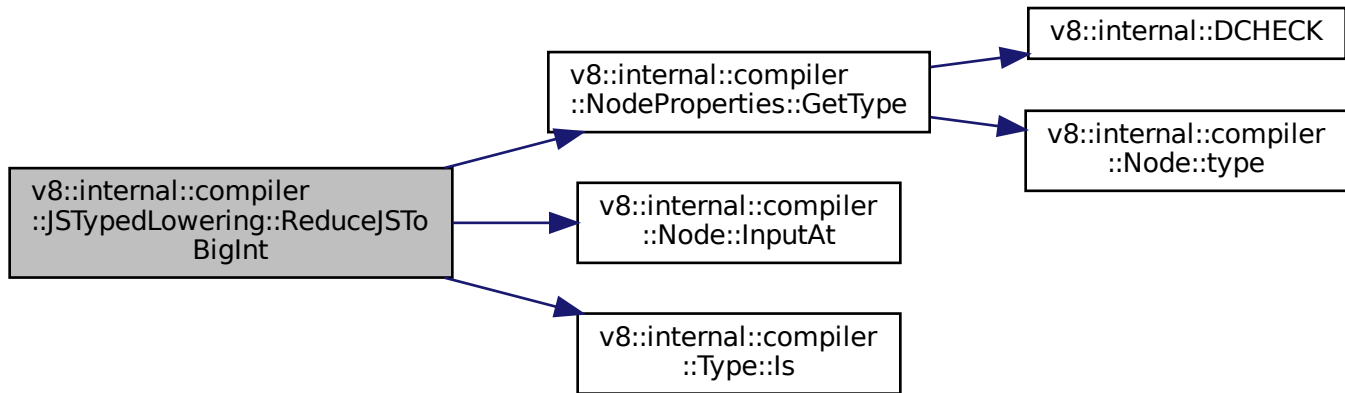 v8::internal::compiler
::JSTypedLowering::ReduceJSTo
BigInt
v8::internal::compiler
::NodeProperties::GetType
v8::internal::DCHECK
v8::internal::compiler
::Node::type
v8::internal::compiler
::Node::InputAt
v8::internal::compiler
::Type::Is